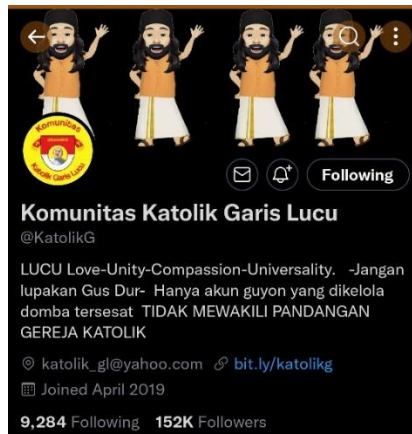 Komunitas
Katolik Garis Lucu
Following
Komunitas Katolik Garis Lucu
@KatolikG
LUCU Love-Unity-Compassion-Universality. -Jangan
lupakan Gus Dur- Hanya akun guyon yang dikelola
domba tersesat TIDAK MEWAKILI PANDANGAN
GEREJA KATOLIK
katolik_gl@yahoo.com bit.ly/katolikg
Joined April 2019
9,284 Following 152K Followers